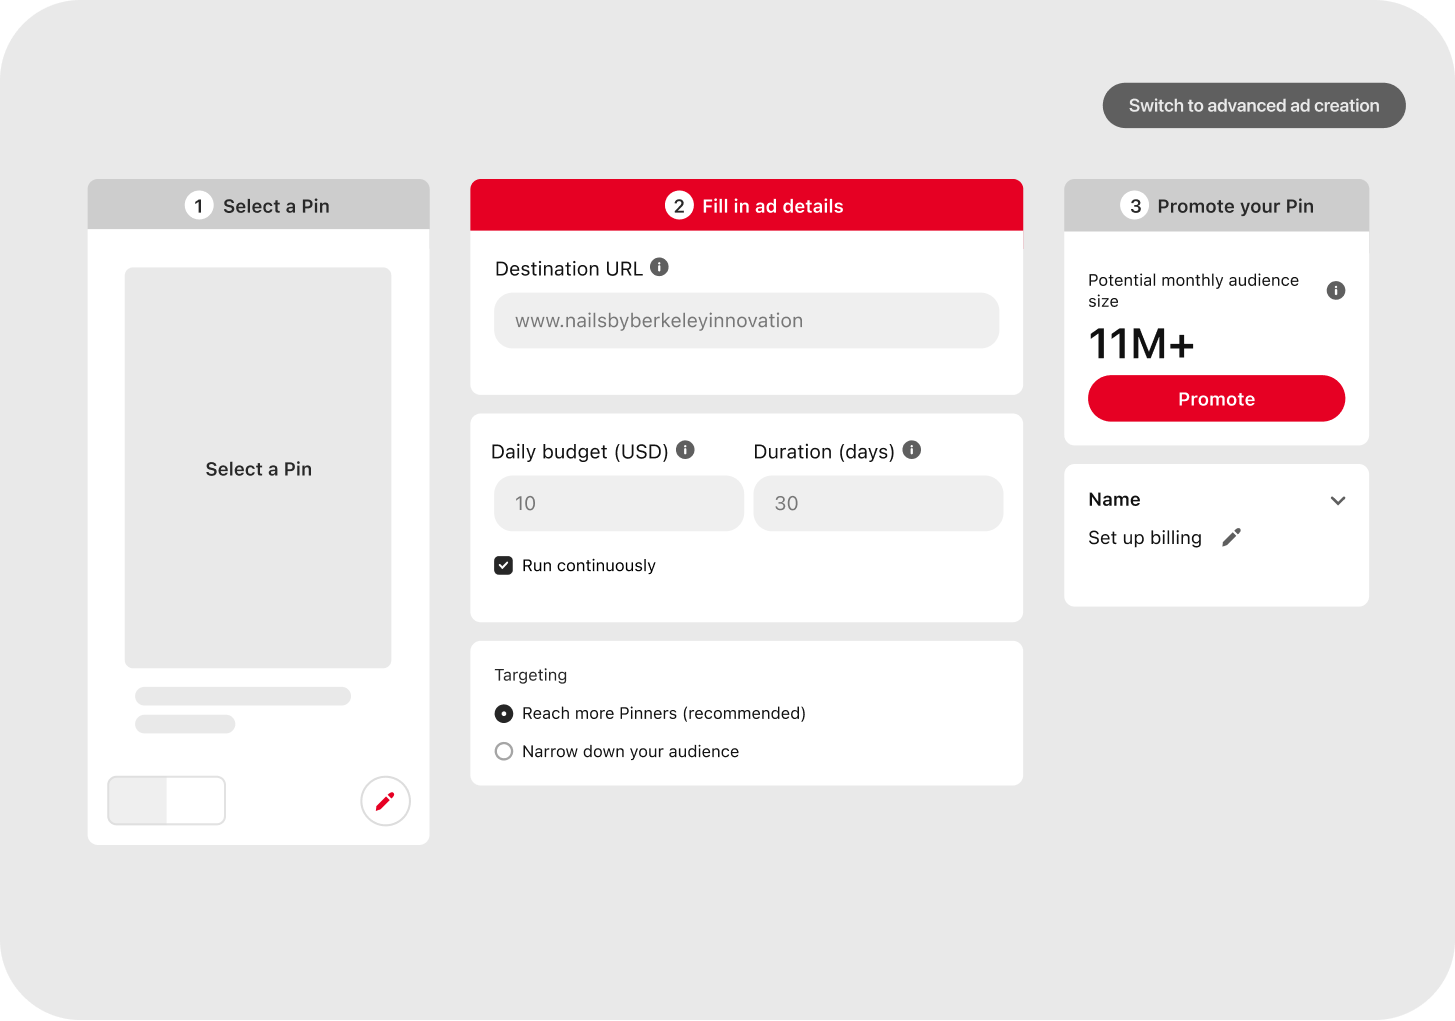 Switch to advanced ad creation
1 Select a Pin
Select a Pin
2 Fill in ad details
Destination URL
www.nailsbyberkeleyinnovation
Daily budget (USD)
Duration (days)
10
30
Run continuously
Targeting
Reach more Pinners (recommended)
Narrow down your audience
3 Promote your Pin
Potential monthly audience
size
11M+
Promote
Name
Set up billing